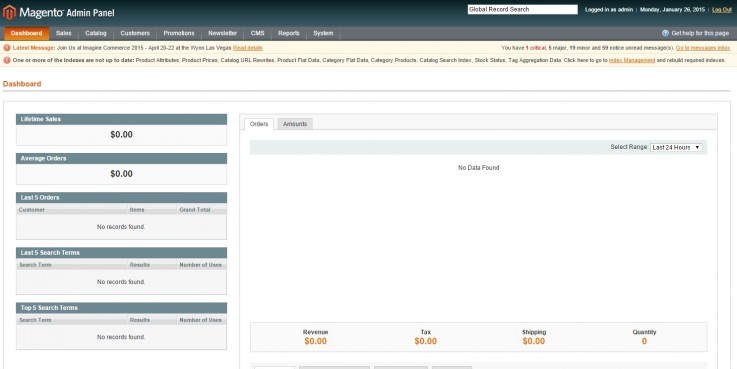 Magento Admin Panel
Global Record Search
Logged in as admin | Monday, January 26, 2015 | Log Out
Dashboard Sales Catalog Customers Promotions Newsletter CMS Reports System
Get help for this page
Latest Message: Join Us at Imagine Commerce 2015 - April 20-22 at the Wynn Las Vegas Read details
You have 1 critical, 5 major, 19 minor and 59 notice unread message(s). Go to messages inbox.
One or more of the Indexes are not up to date: Product Attributes, Product Prices, Catalog URL Rewrites, Product Flat Data, Category Flat Data, Category Products, Catalog Search Index, Stock Status, Tag Aggregation Data. Click here to go to Index Management and rebuild required indexes.
Dashboard
Lifetime Sales
$0.00
Average Orders
$0.00
Last 5 Orders
Customer Items Grand Total
No records found.
Last 5 Search Terms
Search Term Results Number of Uses
No records found.
Top 5 Search Terms
Search Term Results Number of Uses
No records found.
Orders Amounts
Select Range: Last 24 Hours
No Data Found
Revenue Tax Shipping Quantity
$0.00 $0.00 $0.00 0